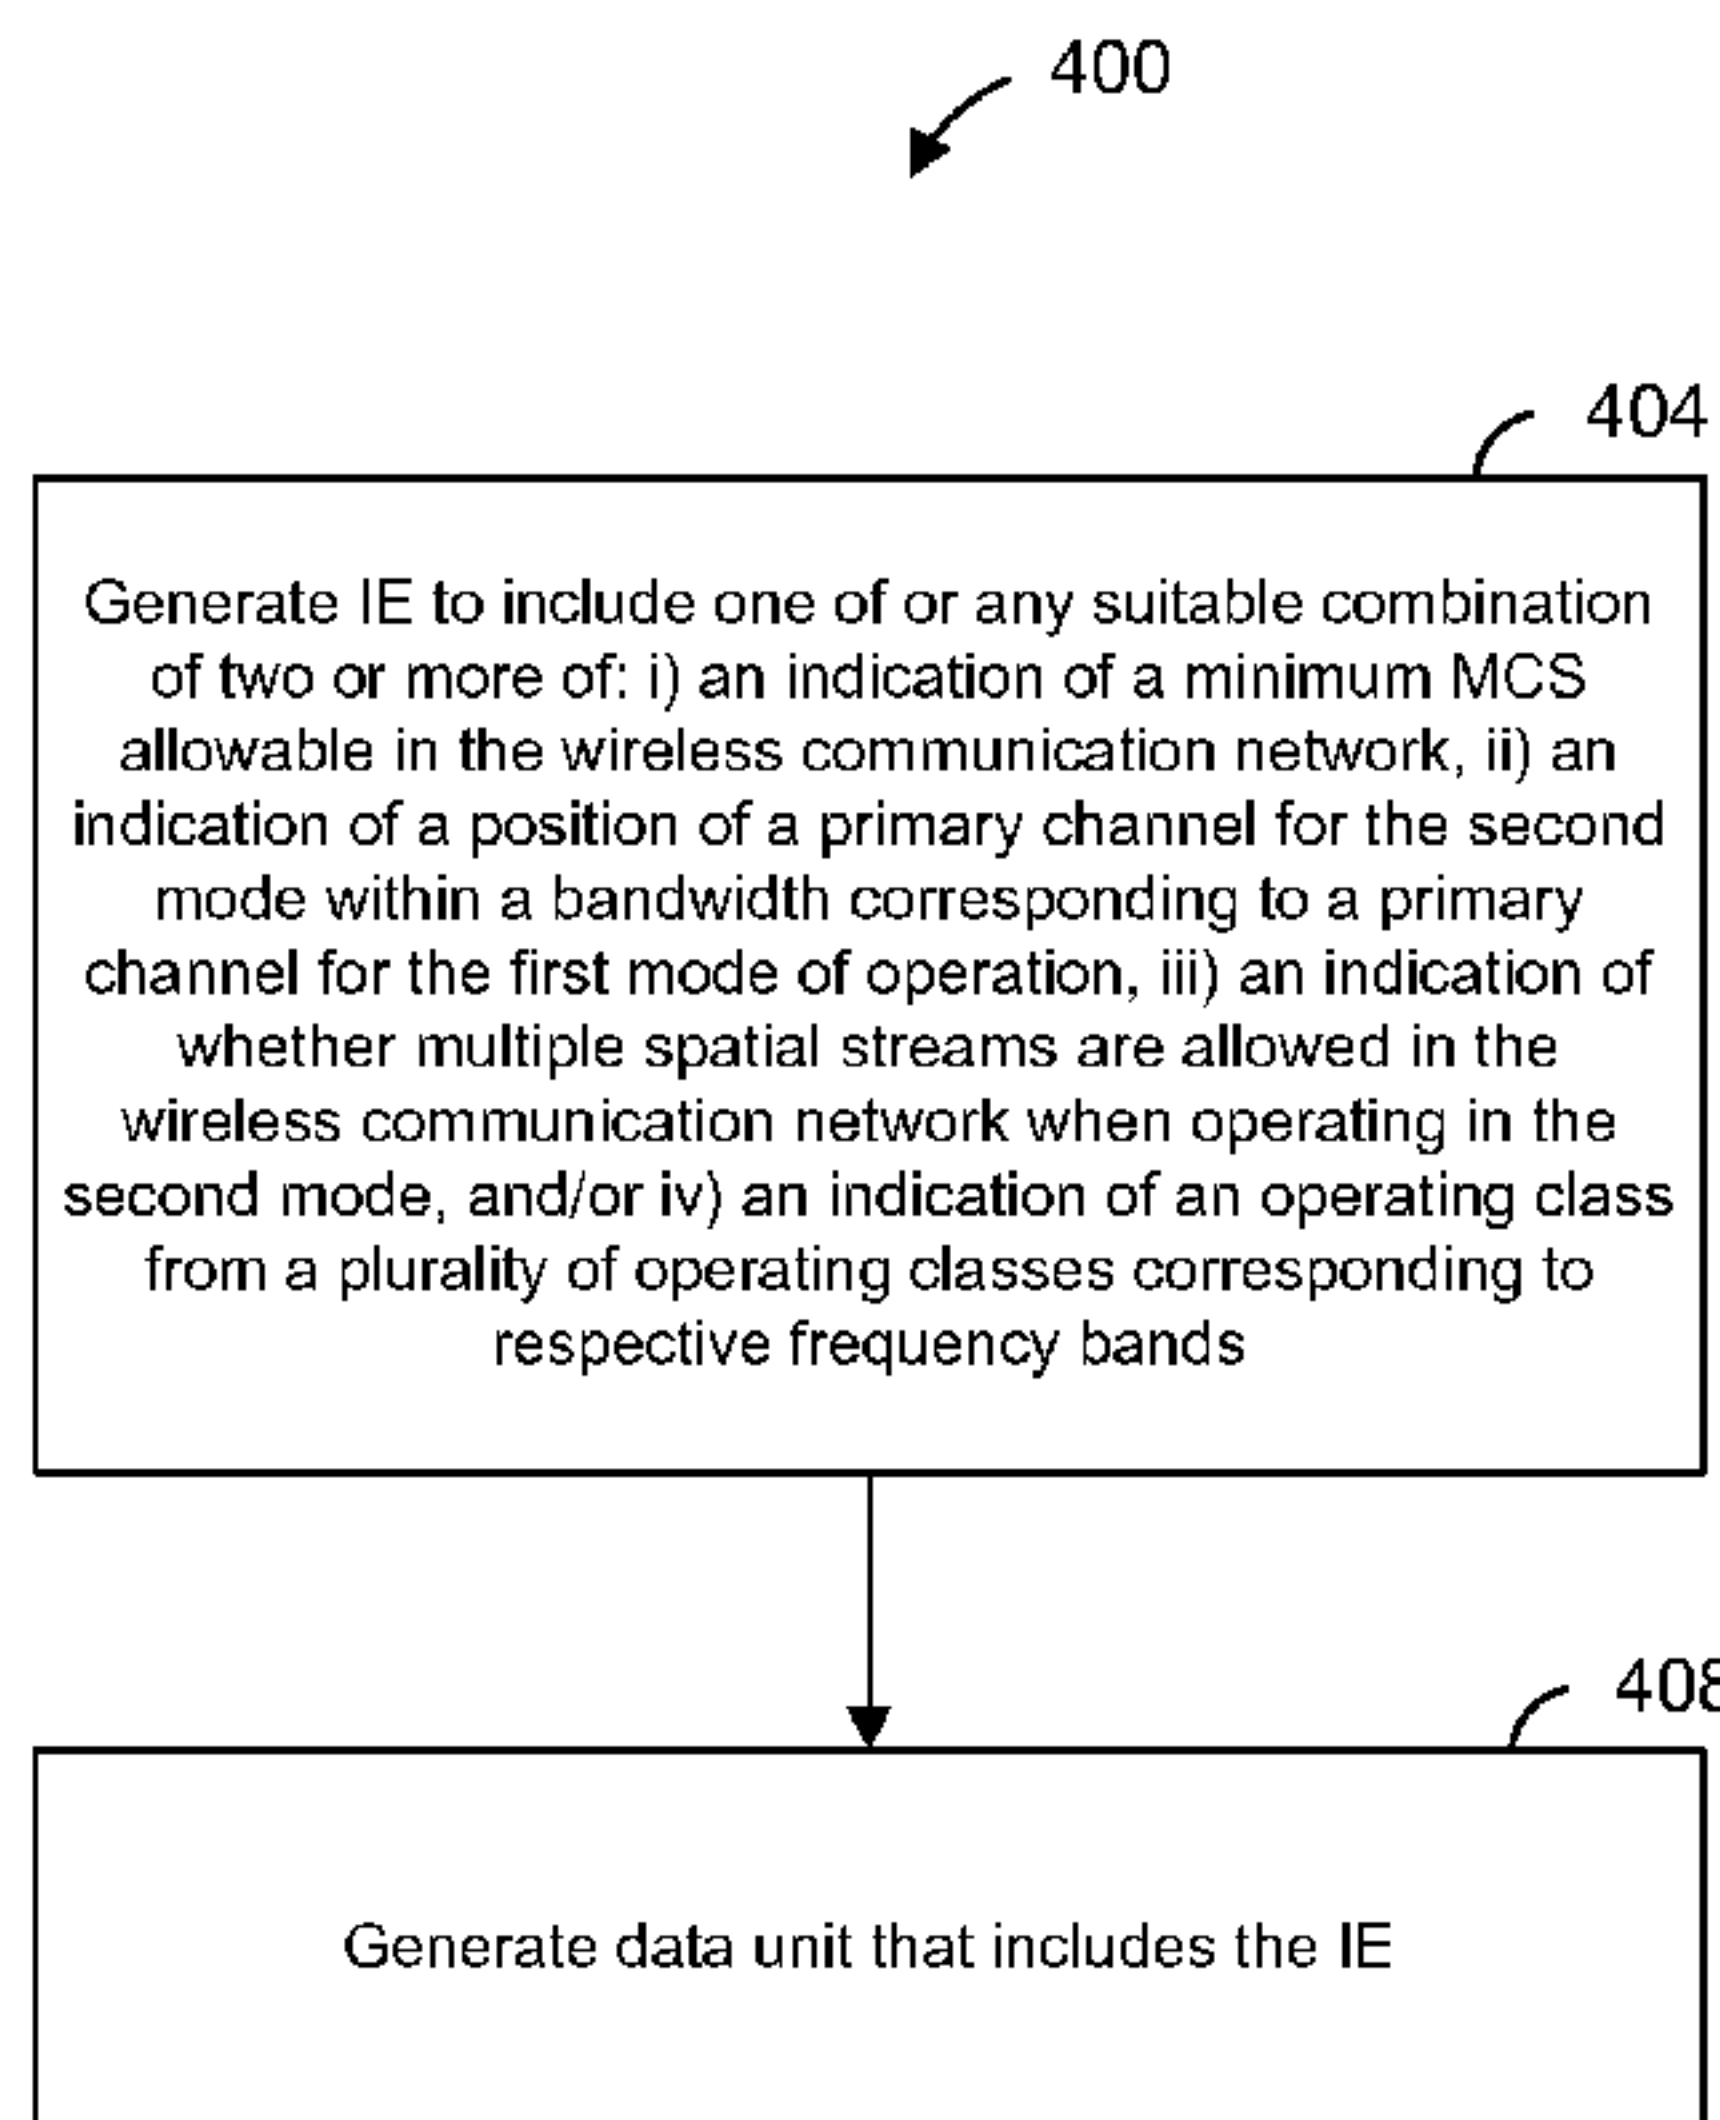 400
404
Generate IE to include one of or any suitable combination
of two or more of: i) an indication of a minimum MCS
allowable in the wireless communication network, ii) an
indication of a position of a primary channel for the second
mode within a bandwidth corresponding to a primary
channel for the first mode of operation, iii) an indication of
whether multiple spatial streams are allowed in the
wireless communication network when operating in the
second mode, and/or iv) an indication of an operating class
from a plurality of operating classes corresponding to
respective frequency bands
408
Generate data unit that includes the IE